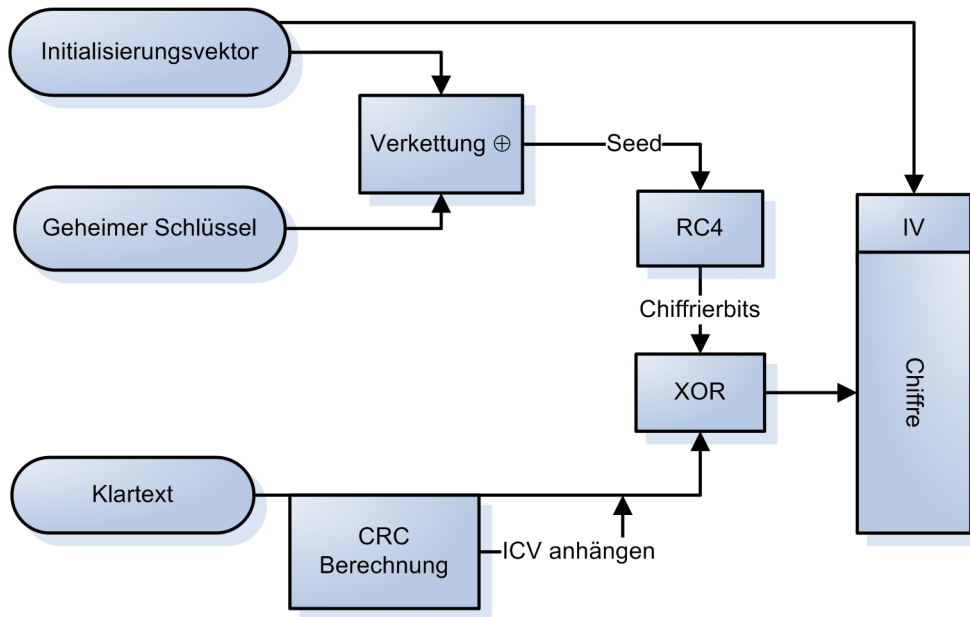 Initialisierungsvektor
Verkettung ⊕
Seed
Geheimer Schlüssel
RC4
IV
Chiffrierbits
XOR
Chiffre
Klartext
CRC
Berechnung
ICV anhängen